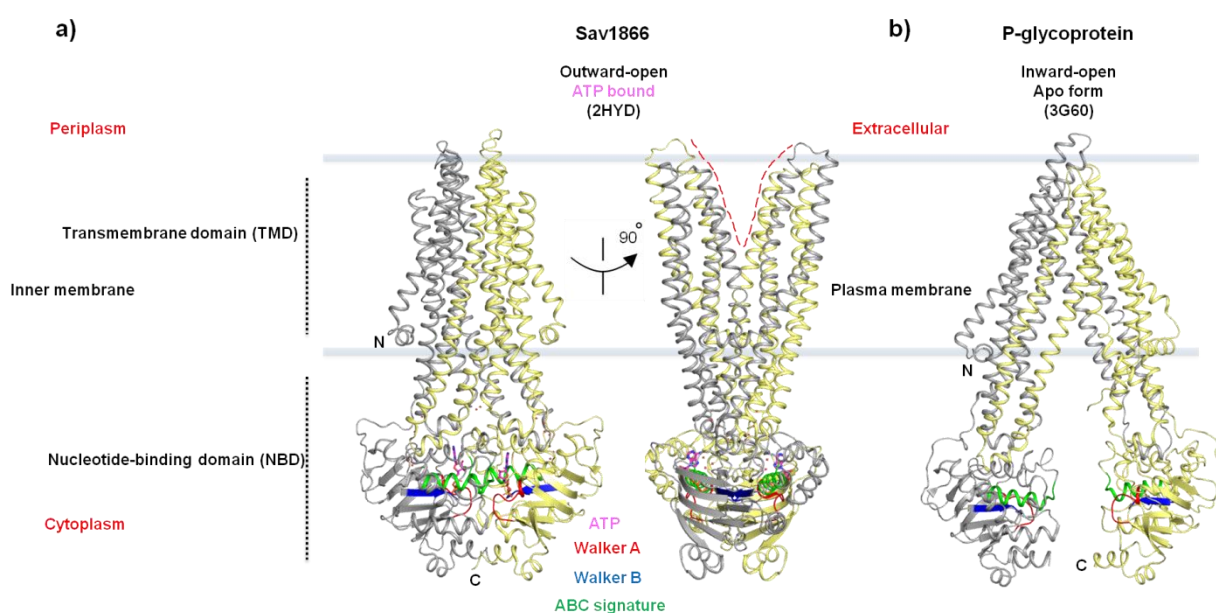 a)
Sav1866
b)
P-glycoprotein
Outward-open
ATP bound
(2HYD)
Inward-open
Apo form
(3G60)
Periplasm
Extracellular
Transmembrane domain (TMD)
90°
Inner membrane
Plasma membrane
N
N
Nucleotide-binding domain (NBD)
Cytoplasm
ATP
Walker A
C
C
Walker B
ABC signature